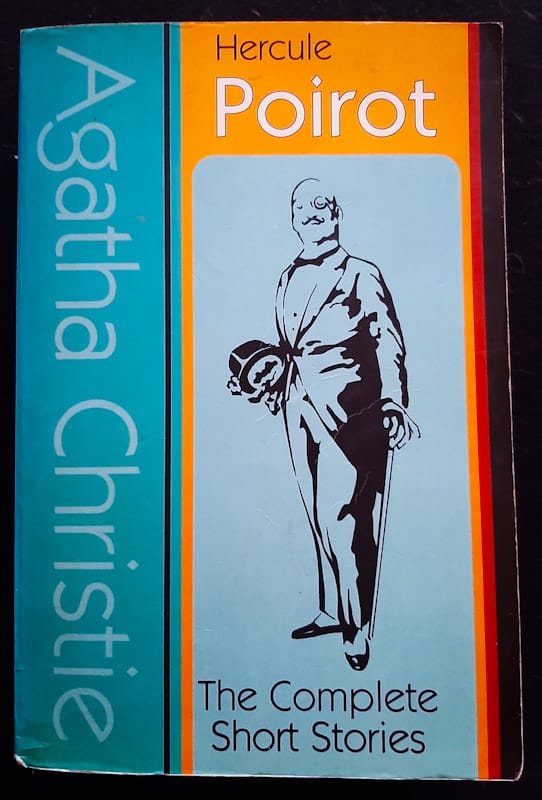 Agatha Christie
Hercule
Poirot
The Complete
Short Stories